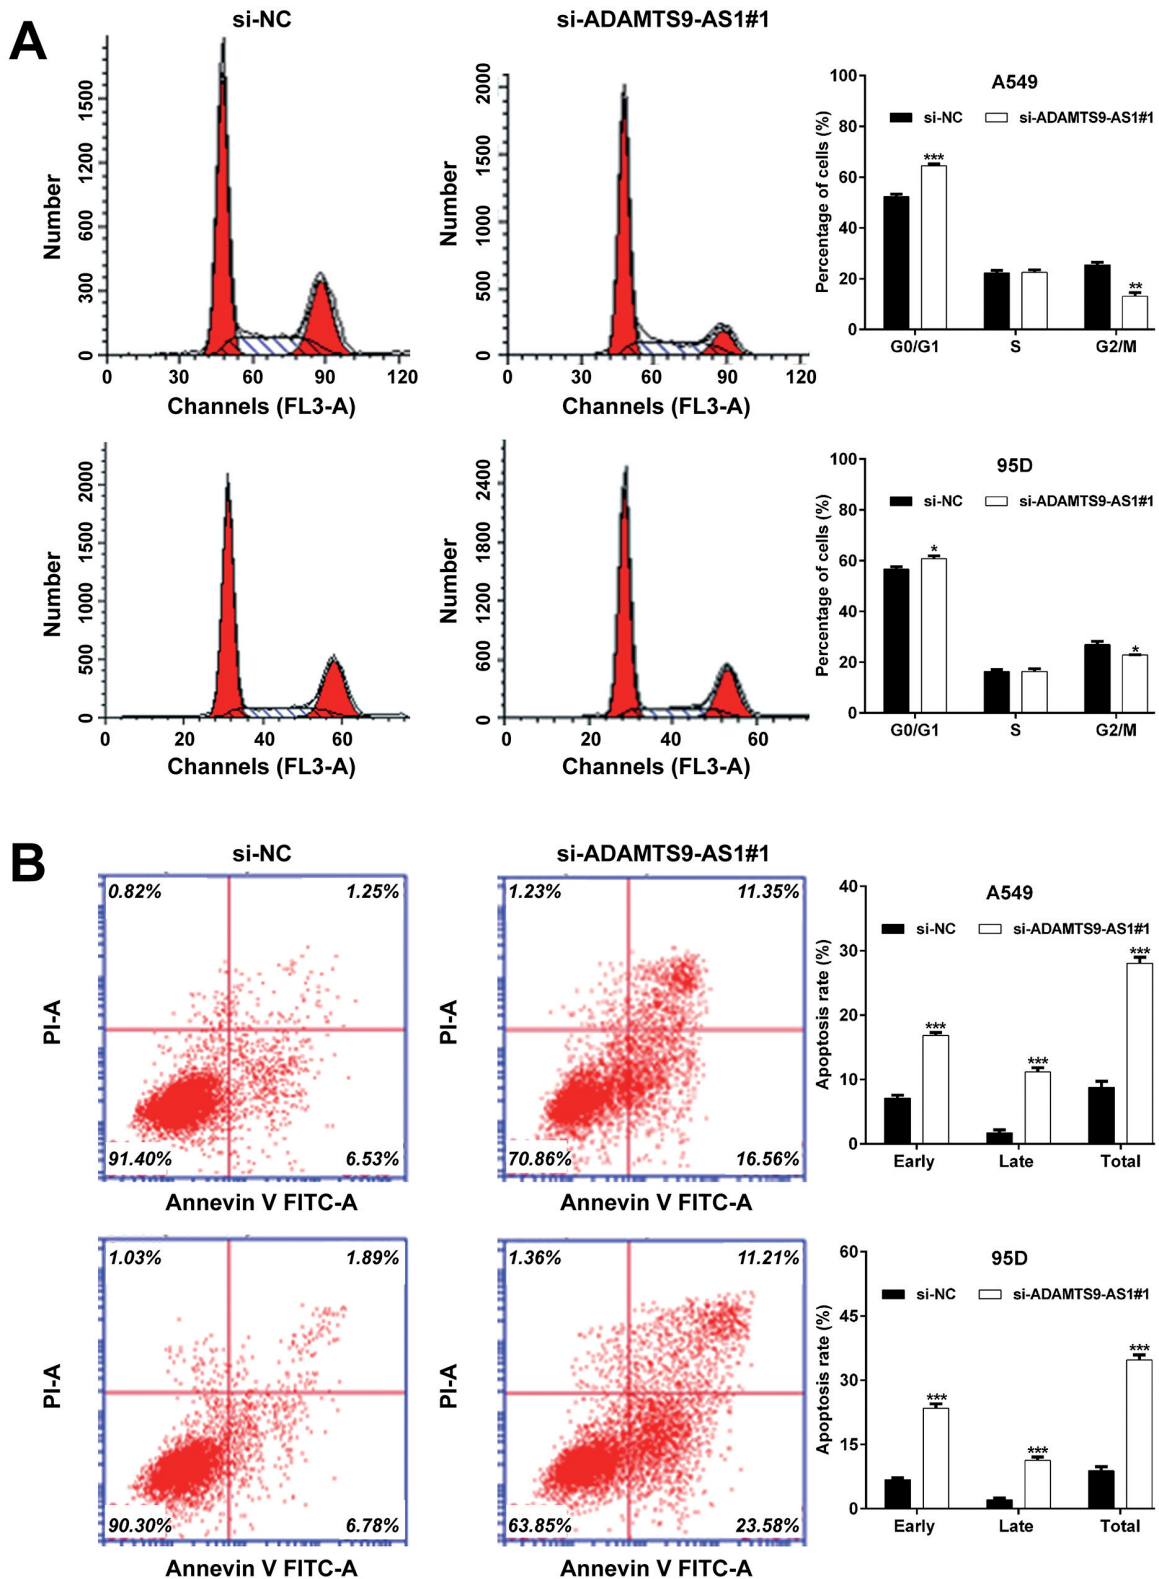 A
si-NC
si-ADAMTS9-AS1#1
Number
1500
1200
600
300
0
0 30 60 90 120
Channels (FL3-A)
Number
2000
1500
1000
500
0
0 30 60 90 120
Channels (FL3-A)
A549
si-NC si-ADAMTS9-AS1#1
Percentage of cells (%)
100
80
60
40
20
0
***
**
G0/G1 S G2/M
Number
2000
1500
1000
500
0
0 20 40 60
Channels (FL3-A)
Number
2400
1800
1200
600
0
0 20 40 60
Channels (FL3-A)
95D
si-NC si-ADAMTS9-AS1#1
Percentage of cells (%)
100
80
60
40
20
0
*
*
G0/G1 S G2/M
B
si-NC
si-ADAMTS9-AS1#1
PI-A
0.82% 1.25%
91.40% 6.53%
Annevin V FITC-A
PI-A
1.23% 11.35%
70.86% 16.56%
Annevin V FITC-A
A549
si-NC si-ADAMTS9-AS1#1
Apoptosis rate (%)
40
30
20
10
0
***
***
***
Early Late Total
PI-A
1.03% 1.89%
90.30% 6.78%
Annevin V FITC-A
PI-A
1.36% 11.21%
63.85% 23.58%
Annevin V FITC-A
95D
si-NC si-ADAMTS9-AS1#1
Apoptosis rate (%)
60
45
30
15
0
***
***
***
Early Late Total